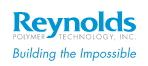 Reynolds
POLYMER TECHNOLOGY, INC.
Building the Impossible